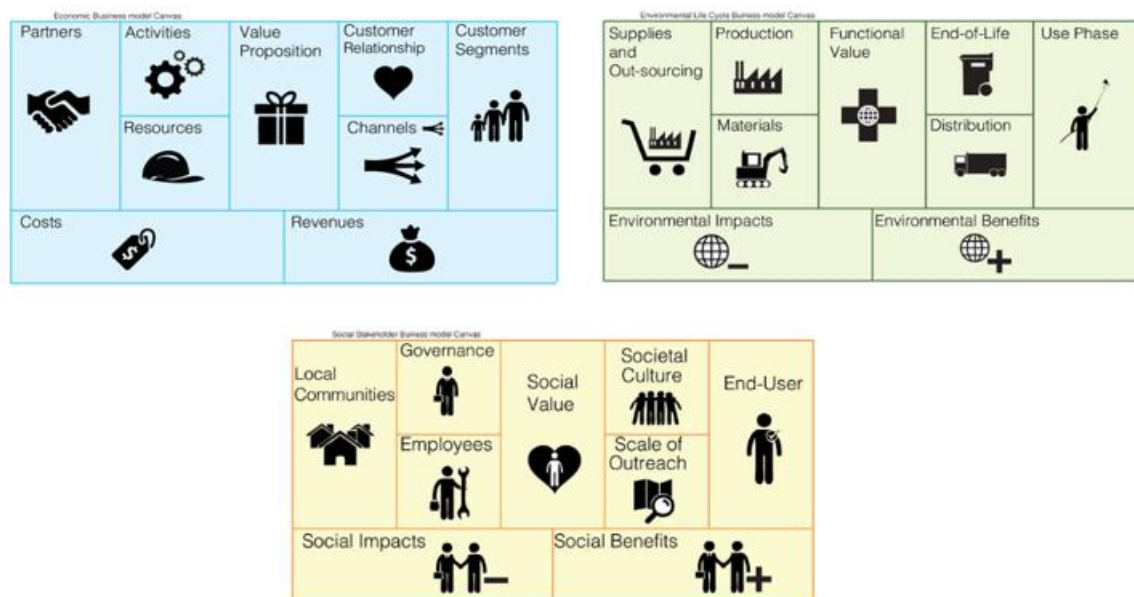 Economic Business model Canvas
Partners
Activities
Value
Proposition
Customer
Relationship
Customer
Segments
Resources
Channels
Costs
$
Revenues
$
Environmental Life Cycle Buiness model Canvas
Supplies
and
Out-sourcing
Production
Functional
Value
End-of-Life
Use Phase
Materials
Distribution
Environmental Impacts
Environmental Benefits
Social Stakeholder Buiness model Canvas
Local
Communities
Governance
Social
Value
Societal
Culture
End-User
Employees
Scale of
Outreach
Social Impacts
Social Benefits